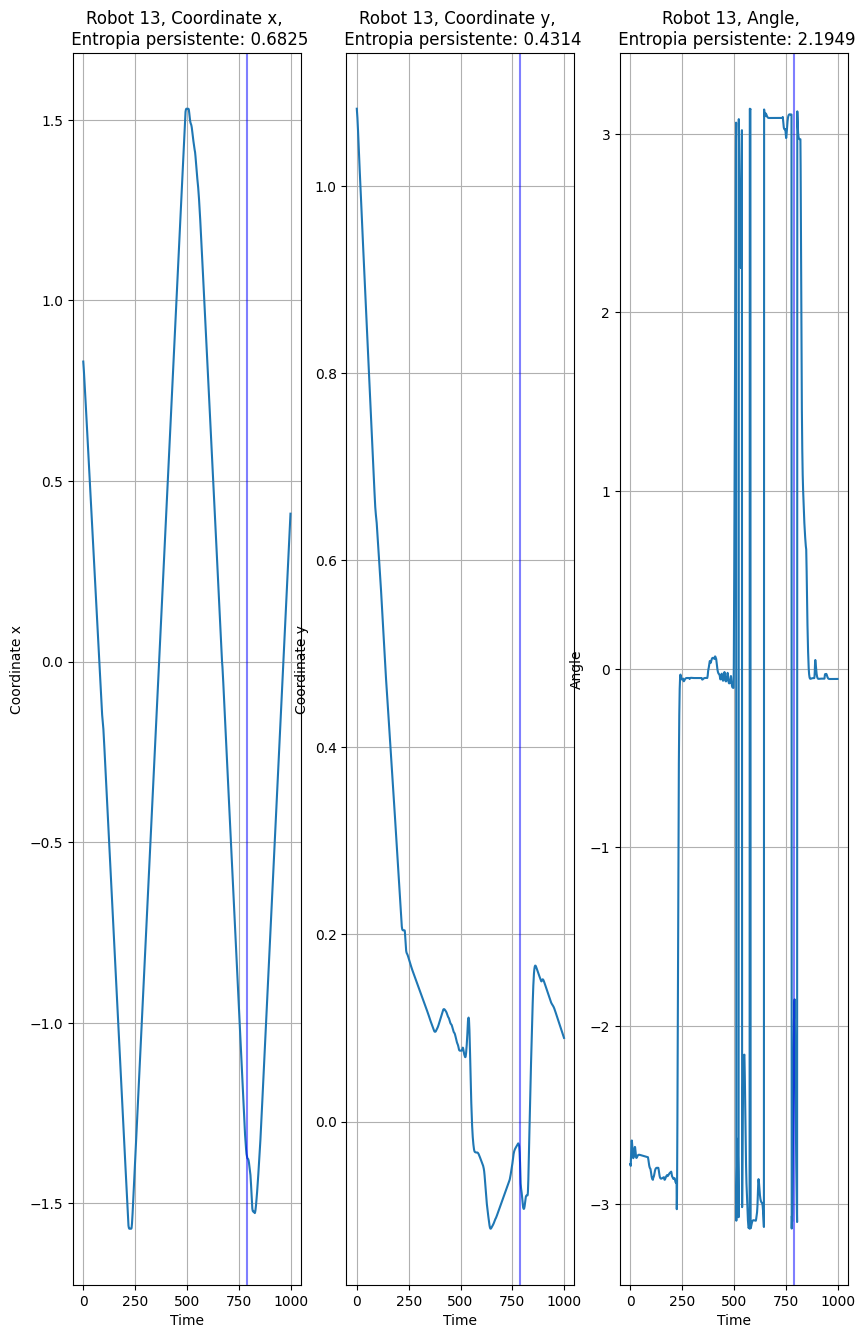 Robot 13, Coordinate x,
Entropia persistente: 0.6825
1.5
1.0
0.5
0.0
−0.5
−1.0
−1.5
Coordinate x
0
250
500
750
1000
Time
Robot 13, Coordinate y,
Entropia persistente: 0.4314
1.0
0.8
0.6
0.4
0.2
0.0
Coordinate y
0
250
500
750
1000
Time
Robot 13, Angle,
Entropia persistente: 2.1949
3
2
1
0
−1
−2
−3
Angle
0
250
500
750
1000
Time